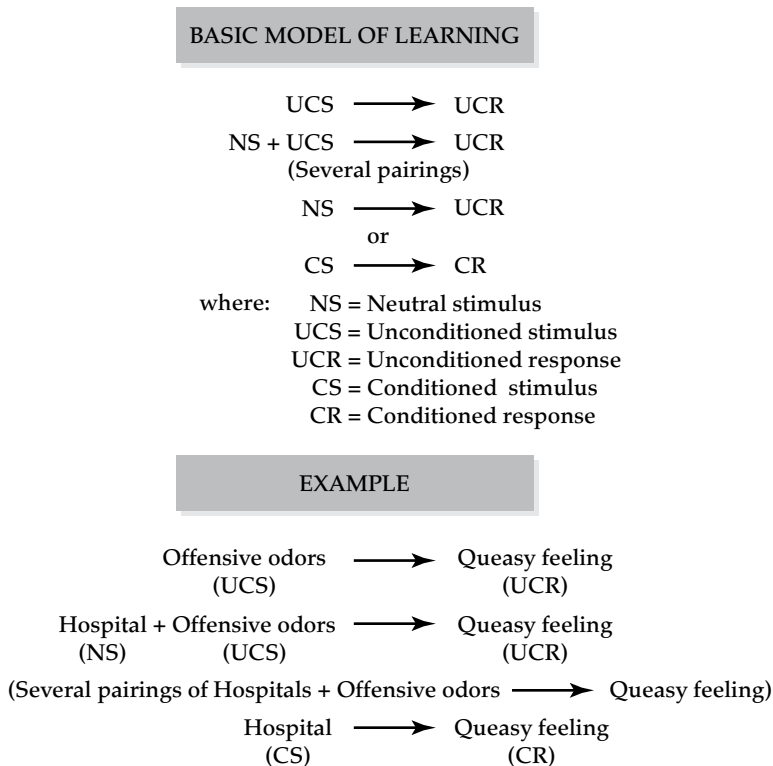 BASIC MODEL OF LEARNING
UCS → UCR
NS + UCS → UCR
(Several pairings)
NS → UCR
or
CS → CR
where: NS = Neutral stimulus
UCS = Unconditioned stimulus
UCR = Unconditioned response
CS = Conditioned stimulus
CR = Conditioned response
EXAMPLE
Offensive odors → Queasy feeling
(UCS) (UCR)
Hospital + Offensive odors → Queasy feeling
(NS) (UCS) (UCR)
(Several pairings of Hospitals + Offensive odors → Queasy feeling)
Hospital → Queasy feeling
(CS) (CR)